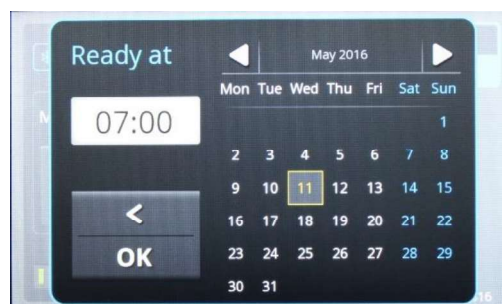 Ready at
07:00
<
OK
May 2016
Mon Tue Wed Thu Fri Sat Sun
1
2 3 4 5 6 7 8
9 10 11 12 13 14 15
16 17 18 19 20 21 22
23 24 25 26 27 28 29
30 31